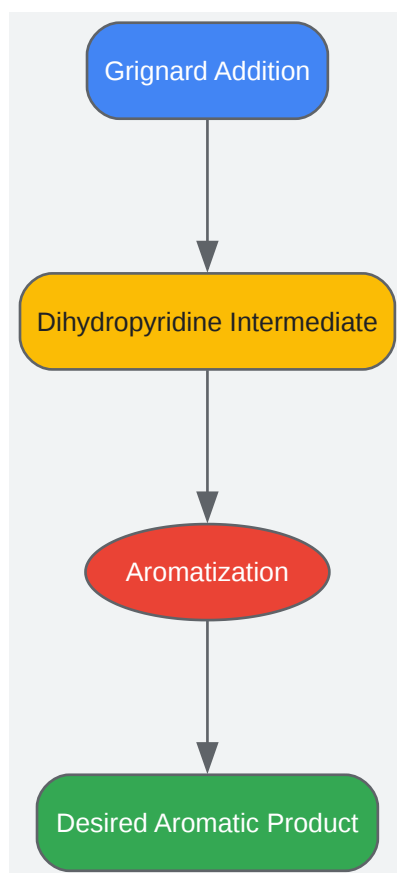 Grignard Addition
Dihydropyridine Intermediate
Aromatization
Desired Aromatic Product